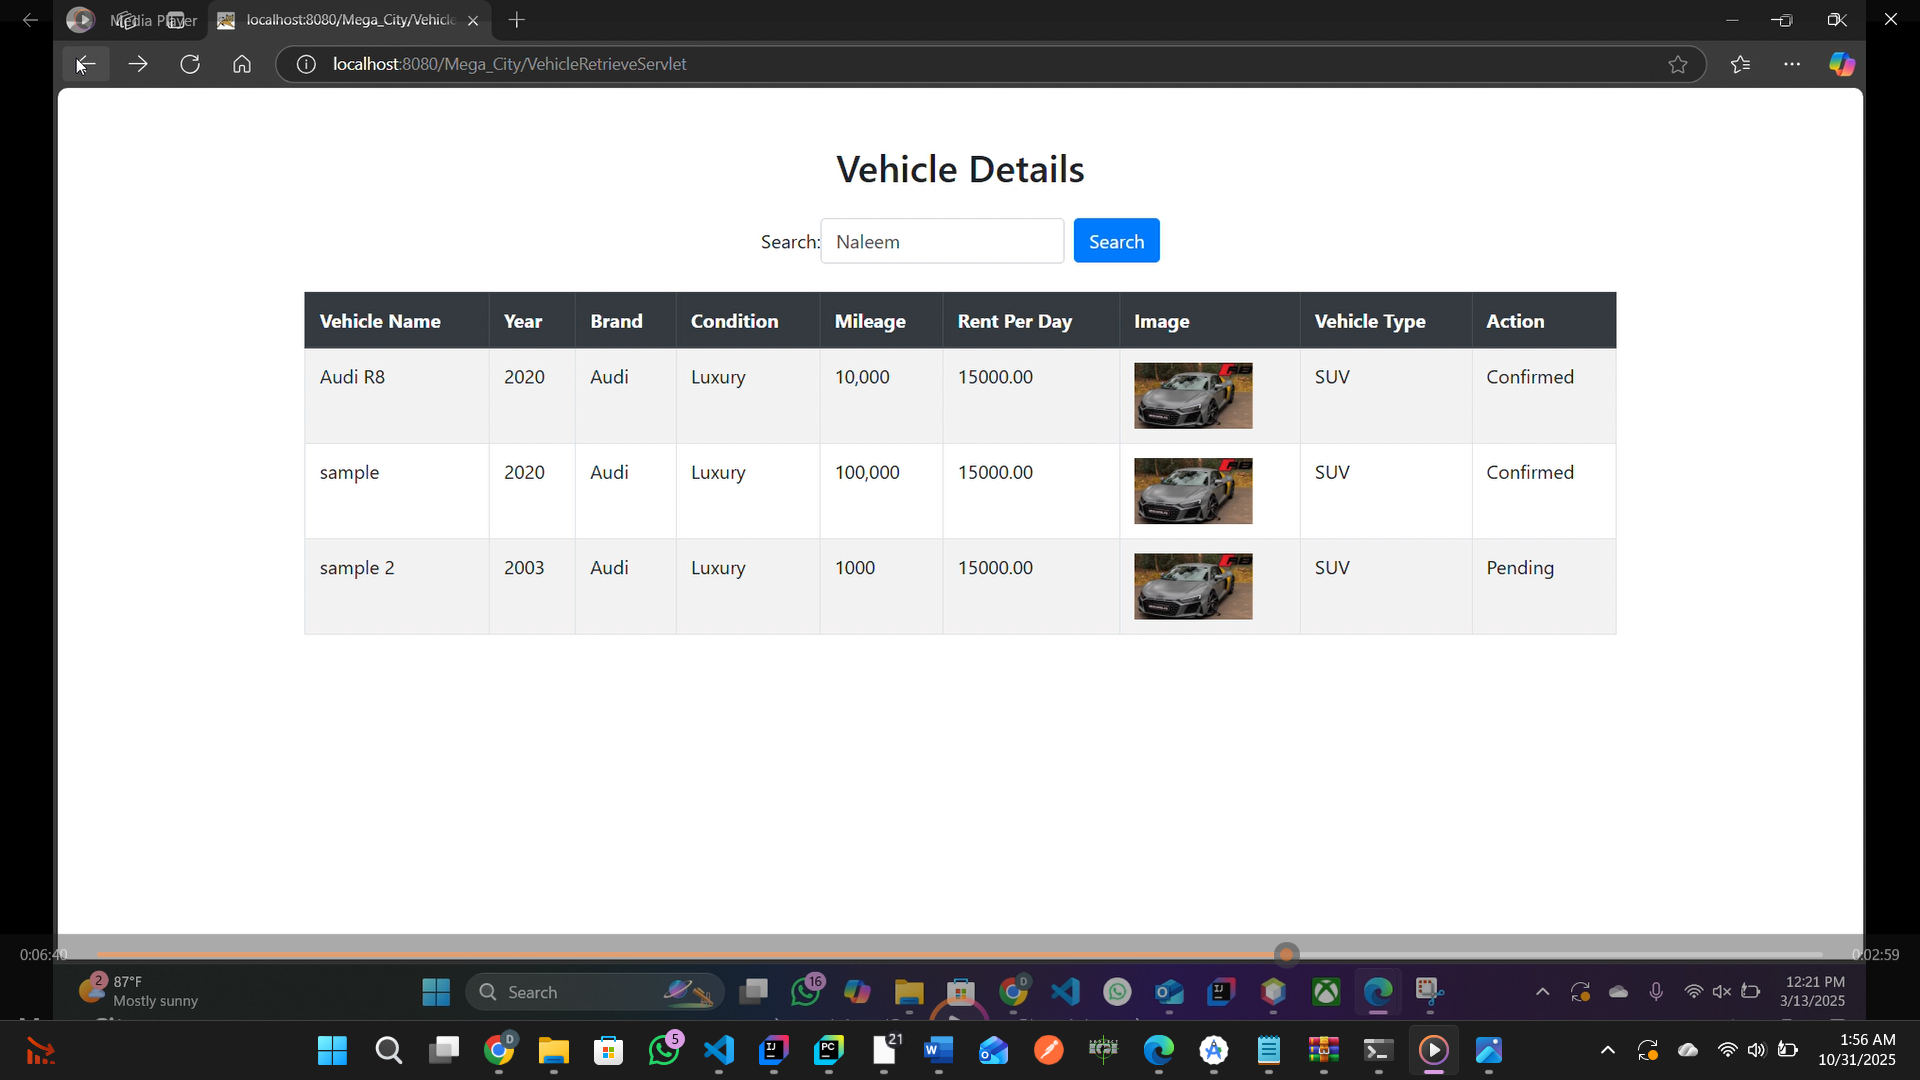 Media Player
localhost:8080/Mega_City/Vehicle
localhost:8080/Mega_City/VehicleRetrieveServlet
Vehicle Details
Search: Naleem Search
Vehicle Name Year Brand Condition Mileage Rent Per Day Image Vehicle Type Action
Audi R8 2020 Audi Luxury 10,000 15000.00 SUV Confirmed
sample 2020 Audi Luxury 100,000 15000.00 SUV Confirmed
sample 2 2003 Audi Luxury 1000 15000.00 SUV Pending
0:06:40 0:02:59
2 87°F
Mostly sunny
Search
16
D
12:21 PM
3/13/2025
D
5
21
1:56 AM
10/31/2025